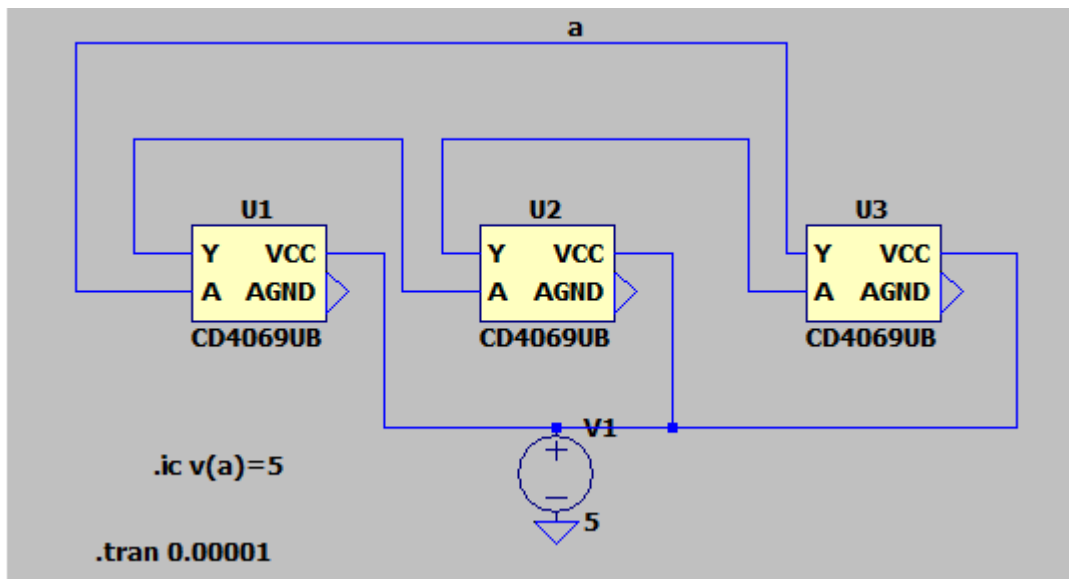 a
U1
U2
U3
Y VCC
A AGND
CD4069UB
Y VCC
A AGND
CD4069UB
Y VCC
A AGND
CD4069UB
V1
.ic v(a)=5
5
.tran 0.00001